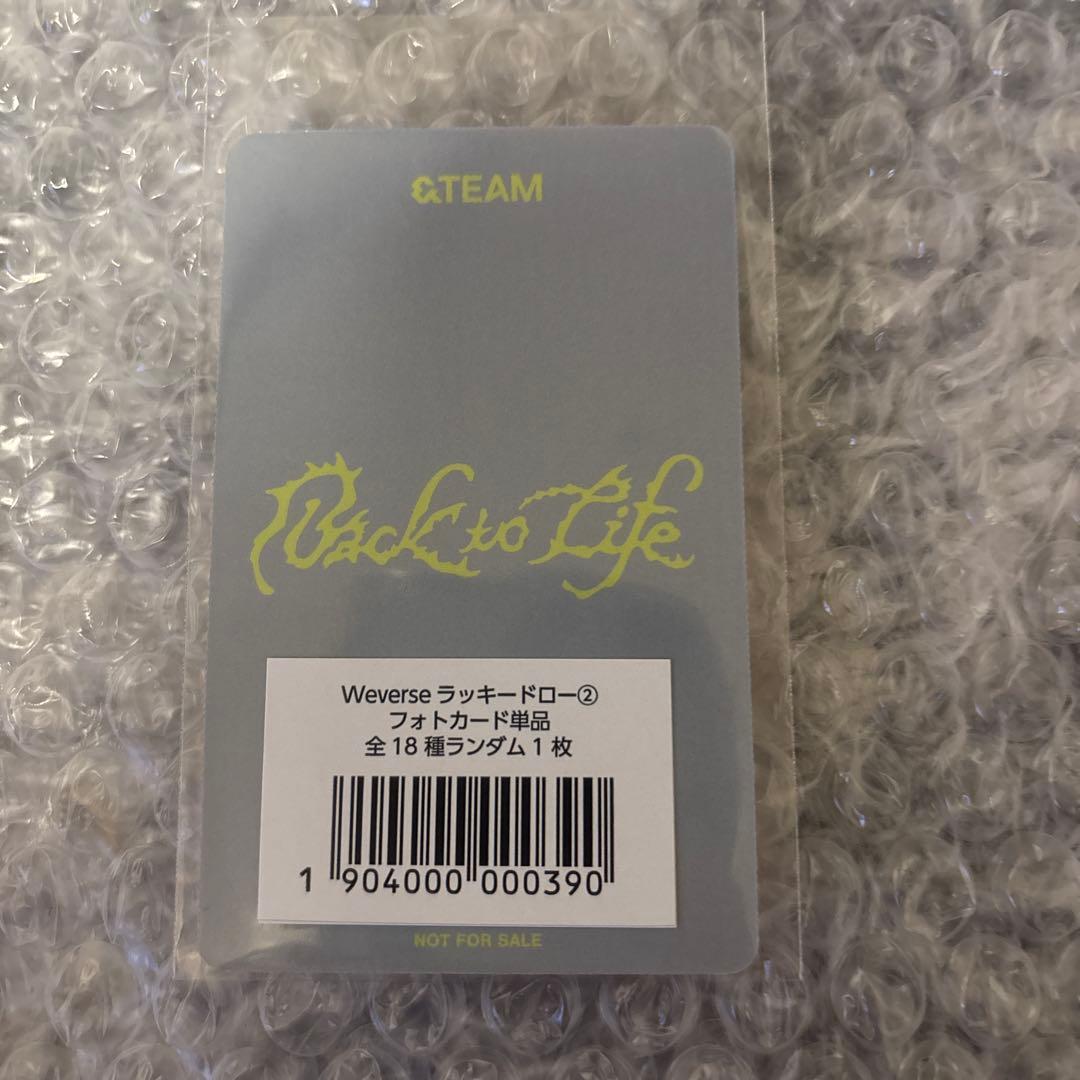 &TEAM
Back to Life
Weverse ラッキードロー②
フォトカード単品
全18種ランダム1枚
1 904000 000390
NOT FOR SALE